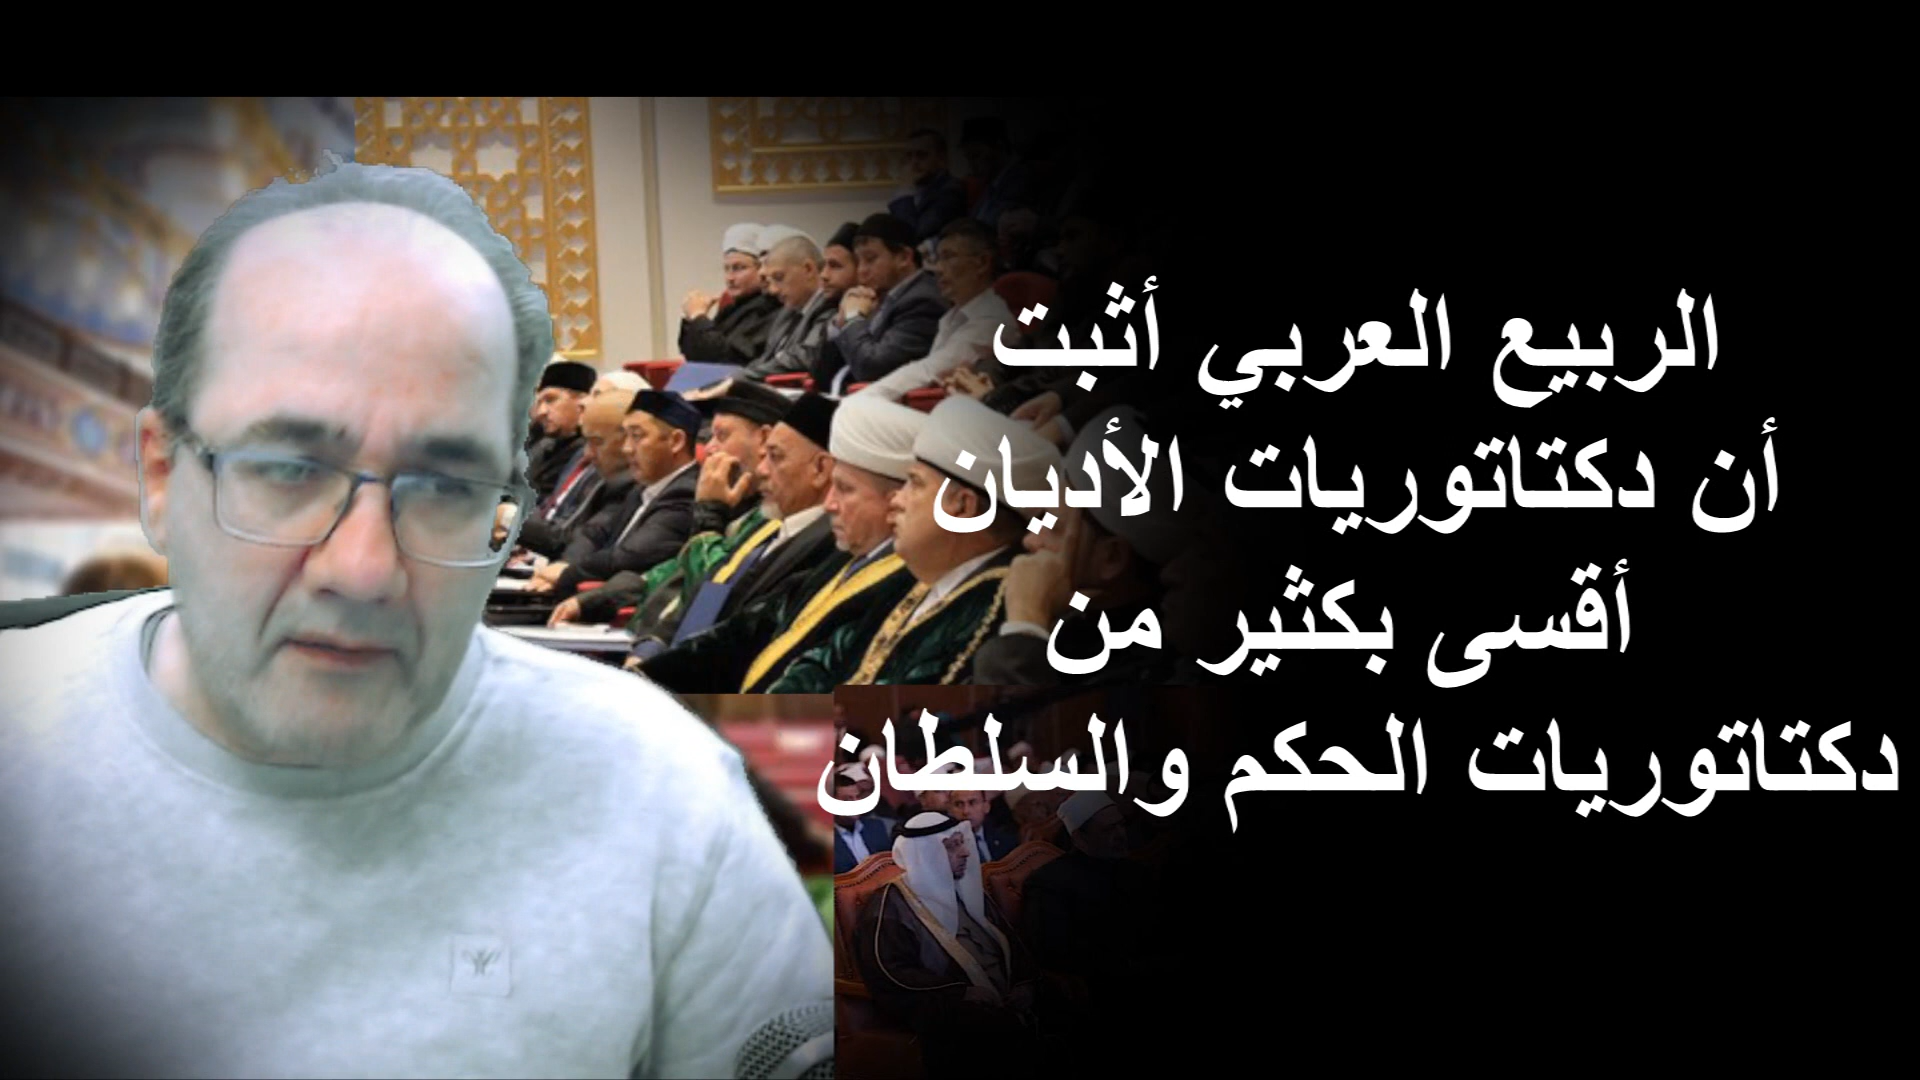 الربيع العربي أثبت
أن دكتاتوريات الأديان
أقسى بكثير من
دكتاتوريات الحكم والسلطان